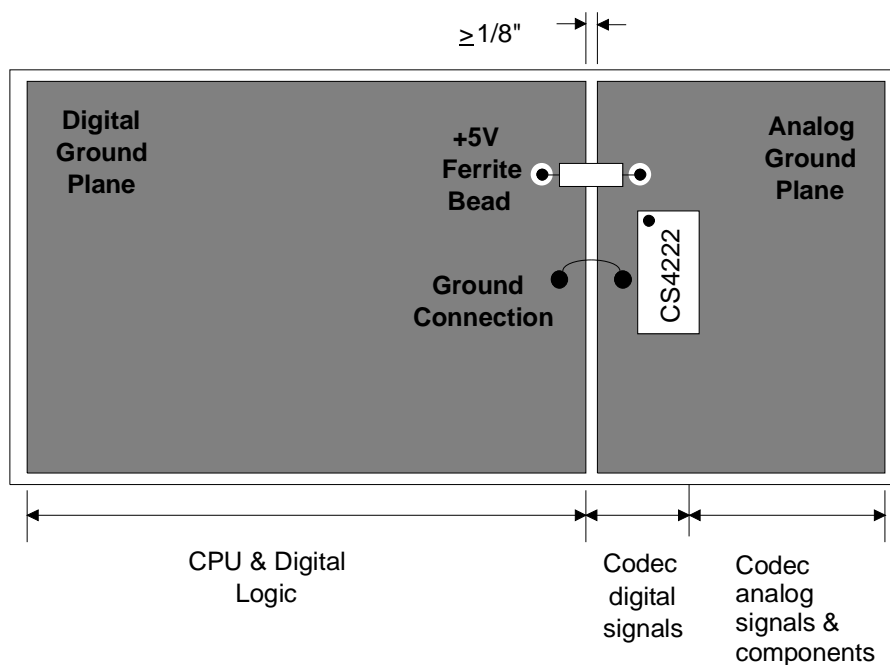 ≥1/8"
Digital
Ground
Plane
+5V
Ferrite
Bead
Analog
Ground
Plane
CS4222
Ground
Connection
CPU & Digital
Logic
Codec
digital
signals
Codec
analog
signals &
components